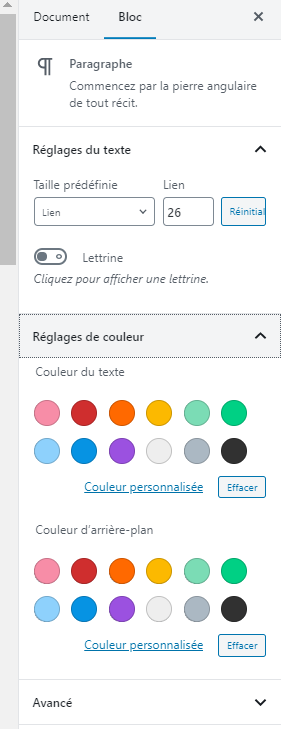 Document Bloc
Paragraphe
Commencez par la pierre angulaire
de tout récit.
Réglages du texte
Taille prédéfinie Lien
Lien 26 Réinitial
Lettrine
Cliquez pour afficher une lettrine.
Réglages de couleur
Couleur du texte
Couleur personnalisée Effacer
Couleur d'arrière-plan
Couleur personnalisée Effacer
Avancé